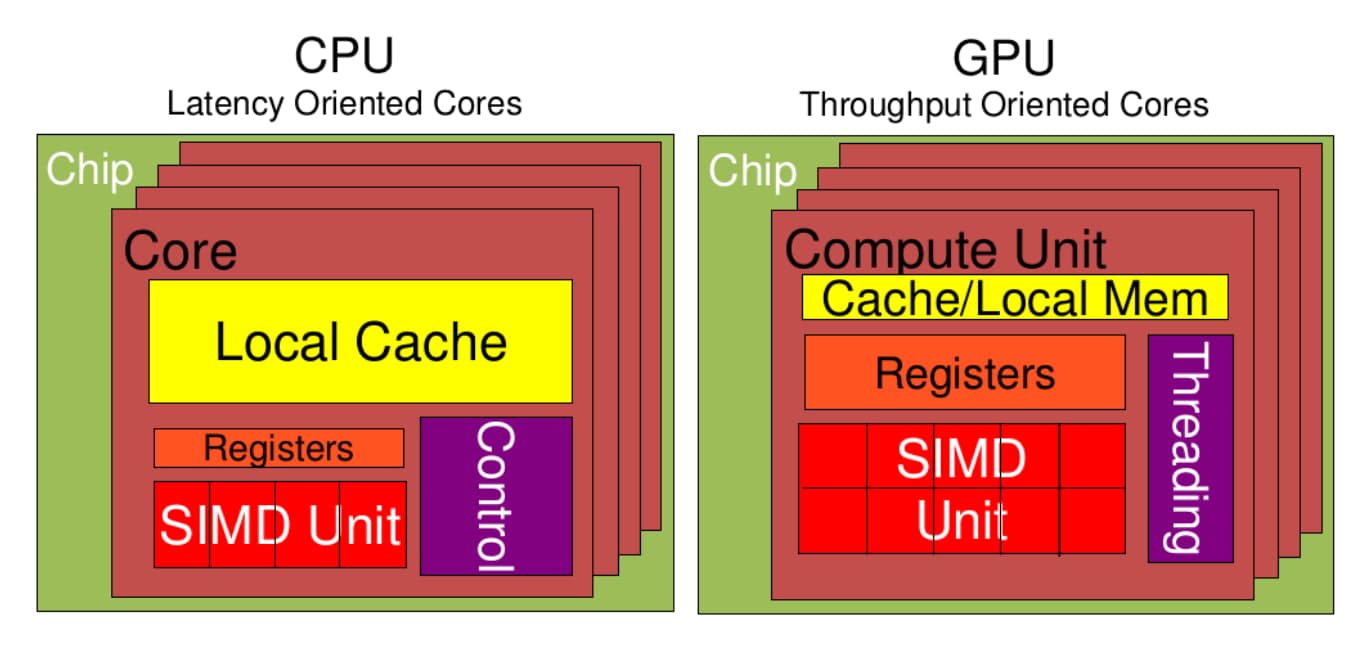 CPU
Latency Oriented Cores
Chip
Core
Local Cache
Registers
SIMD Unit
Control
GPU
Throughput Oriented Cores
Chip
Compute Unit
Cache/Local Mem
Registers
SIMD
Unit
Threading